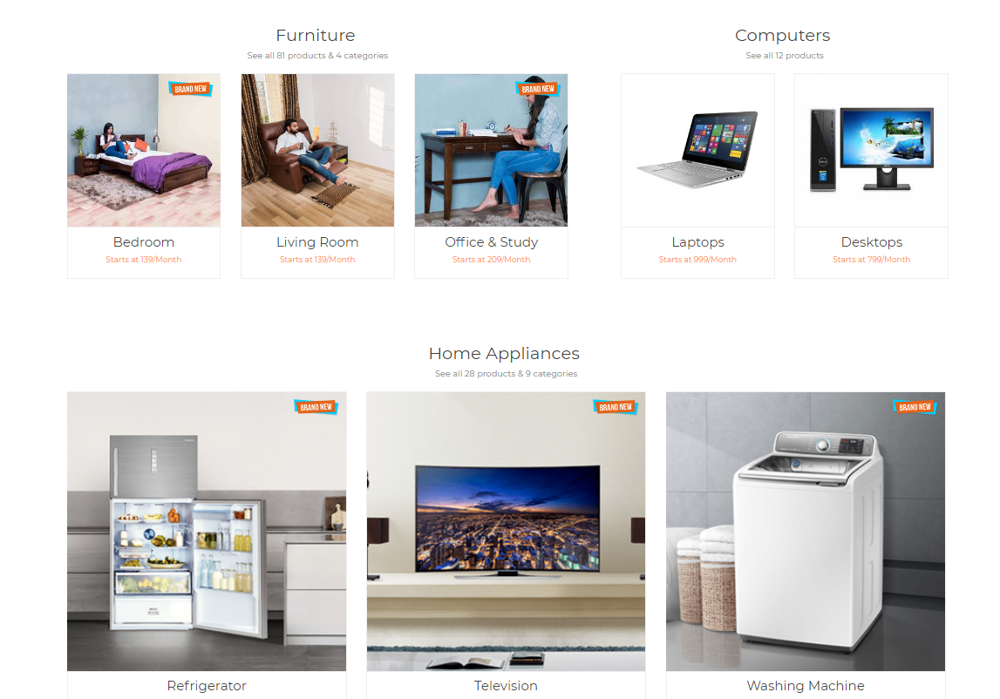 Furniture
See all 81 products & 4 categories
Computers
See all 12 products
BRAND NEW
BRAND NEW
Bedroom
Starts at 139/Month
Living Room
Starts at 139/Month
Office & Study
Starts at 209/Month
Laptops
Starts at 999/Month
Desktops
Starts at 799/Month
Home Appliances
See all 28 products & 9 categories
BRAND NEW
BRAND NEW
BRAND NEW
Refrigerator
Television
Washing Machine